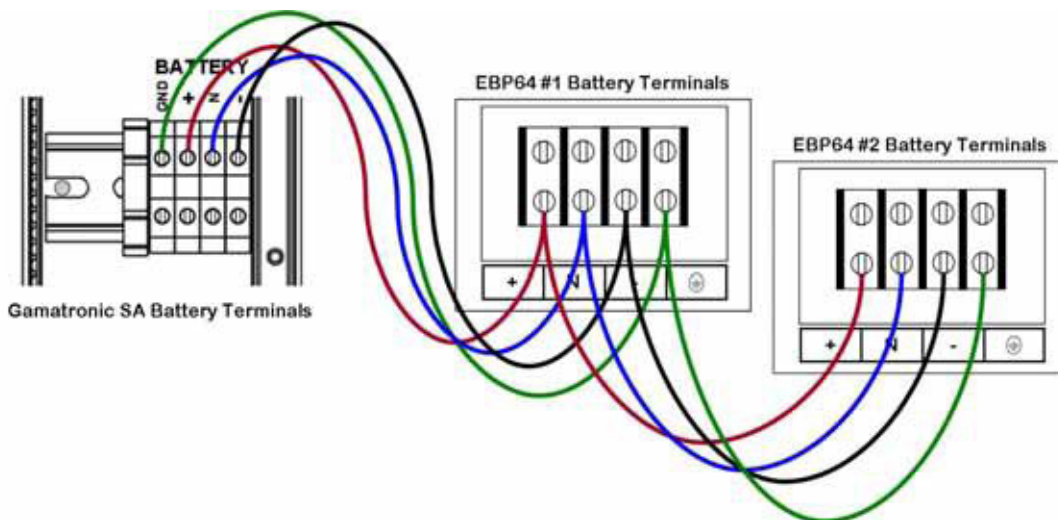 BATTERY
GND + N -
Gamatronic SA Battery Terminals
EBP64 #1 Battery Terminals
+ N -
EBP64 #2 Battery Terminals
+ N -